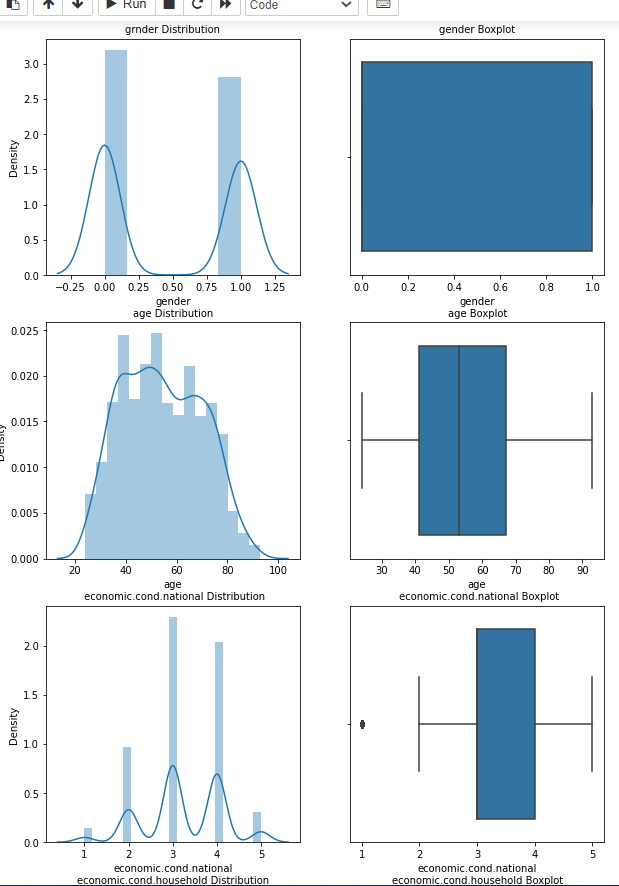 Run Code
grnder Distribution gender Boxplot
3.0
2.5
2.0
1.5
1.0
0.5
0.0
Density
−0.25 0.00 0.25 0.50 0.75 1.00 1.25
gender
0.0 0.2 0.4 0.6 0.8 1.0
gender
age Distribution age Boxplot
0.025
0.020
0.015
0.010
0.005
0.000
Density
20 40 60 80 100
age
30 40 50 60 70 80 90
age
economic.cond.national Distribution economic.cond.national Boxplot
2.0
1.5
1.0
0.5
0.0
Density
1 2 3 4 5
economic.cond.national
1 2 3 4 5
economic.cond.national
economic.cond.household Distribution economic.cond.household Boxplot